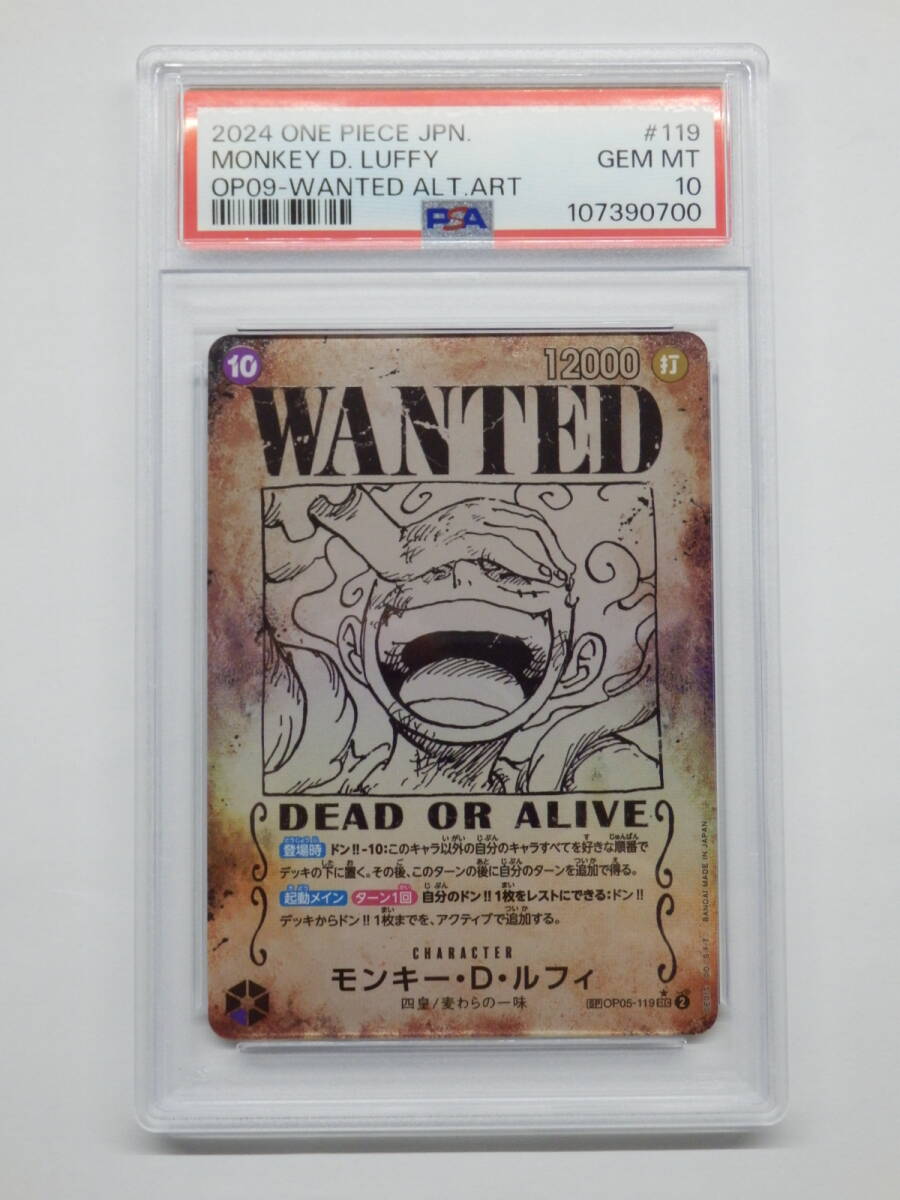 2024 ONE PIECE JPN. #119
MONKEY D. LUFFY GEM MT
OP09-WANTED ALT.ART 10
PSA 107390700
10 12000 打
WANTED
DEAD OR ALIVE
登場時 ドン!!-10:このキャラ以外の自分のキャラすべてを好きな順番で
デッキの下に置く。その後、このターンの後に自分のターンを追加で得る。
起動メイン ターン1回 自分のドン!!1枚をレストにできる:ドン!!
デッキからドン!!1枚までを、アクティブで追加する。
CHARACTER
モンキー・D・ルフィ
四皇/麦わらの一味
SP OP05-119 SEC 2
BANDAI MADE IN JAPAN